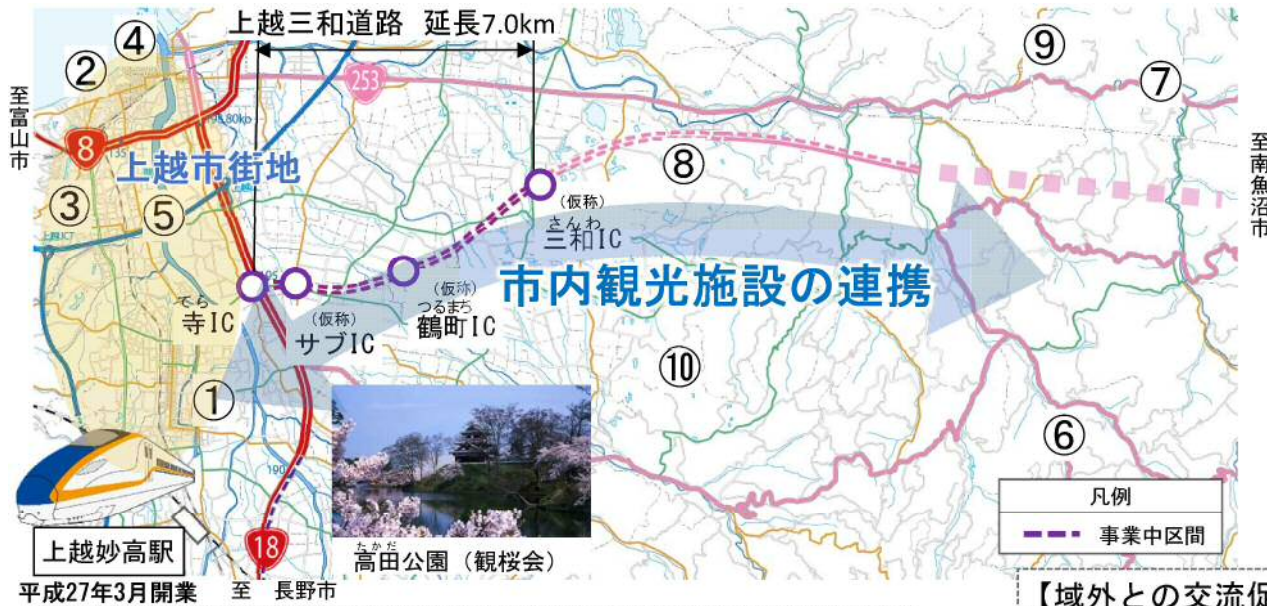 上越三和道路 延長7.0km
④
②
⑨
⑦
253
至富山市
8
上越市街地
⑧
至南魚沼市
③
⑤
(仮称)
さんわ
三和IC
市内観光施設の連携
てら
寺IC
(仮称)
サブIC
(仮称)
つるまち
鶴町IC
①
⑩
⑥
凡例
事業中区間
上越妙高駅
平成27年3月開業
18
至 長野市
たかだ
高田公園(観桜会)
【域外との交流促